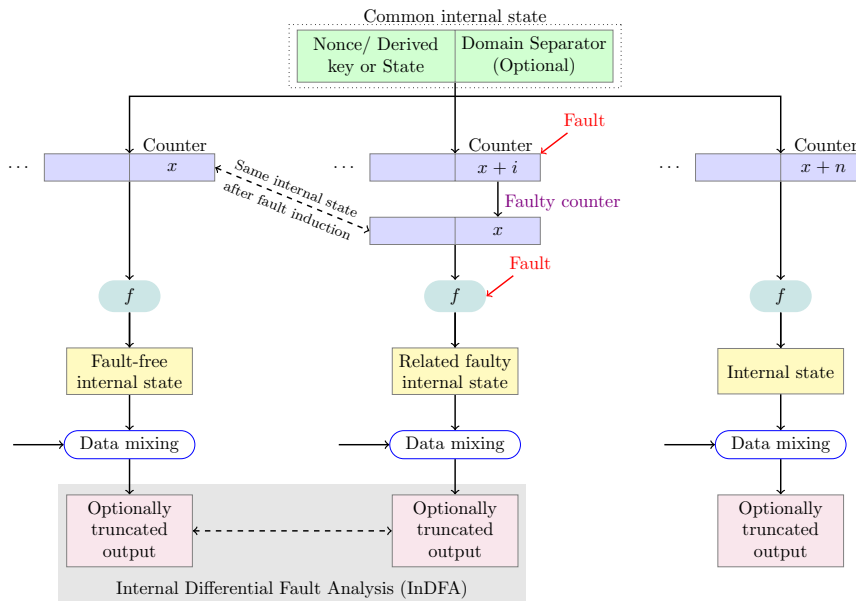 Common internal state
Nonce/ Derived
key or State
Domain Separator
(Optional)
Counter
Counter
Fault
Counter
⋯
x
⋯
x + i
⋯
x + n
Same internal state
after fault induction
Faulty counter
x
Fault
f
f
f
Fault-free
internal state
Related faulty
internal state
Internal state
Data mixing
Data mixing
Data mixing
Optionally
truncated
output
Optionally
truncated
output
Optionally
truncated
output
Internal Differential Fault Analysis (InDFA)